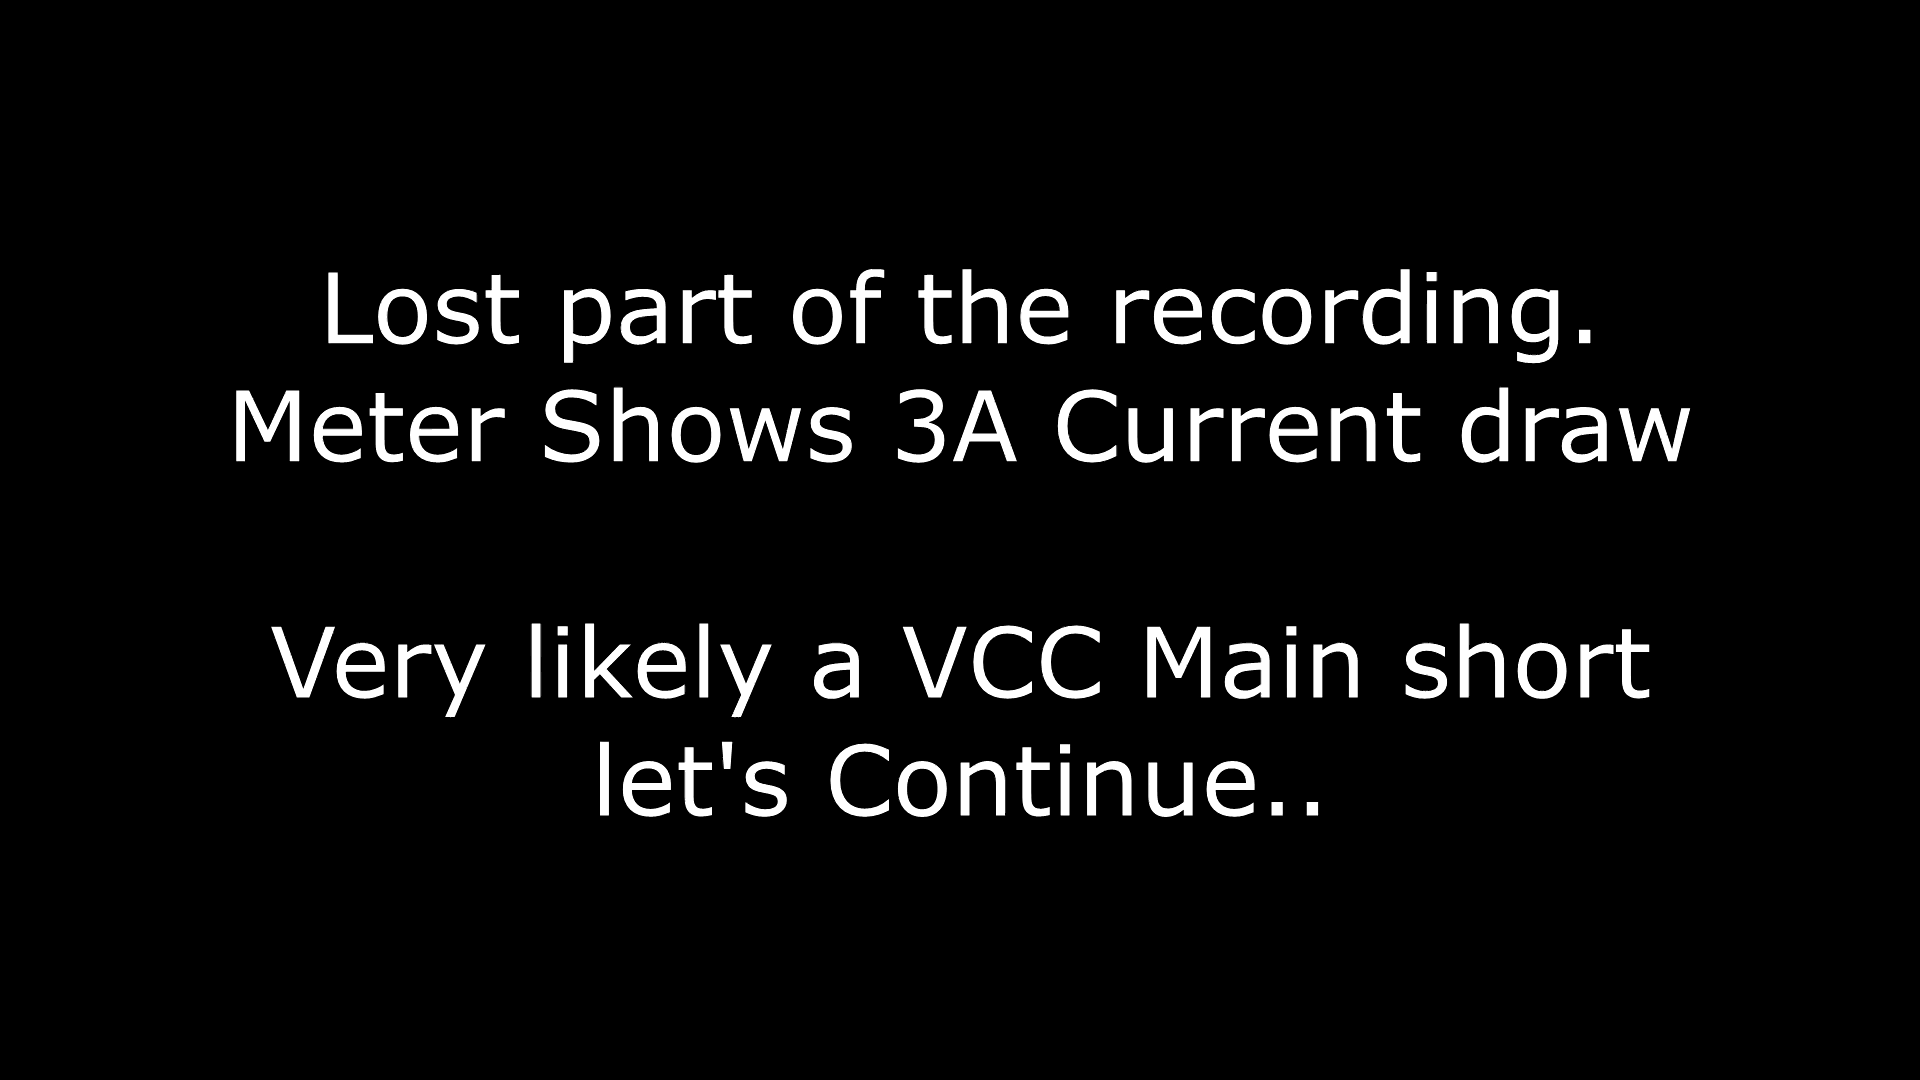 Lost part of the recording.
Meter Shows 3A Current draw
Very likely a VCC Main short
let's Continue..